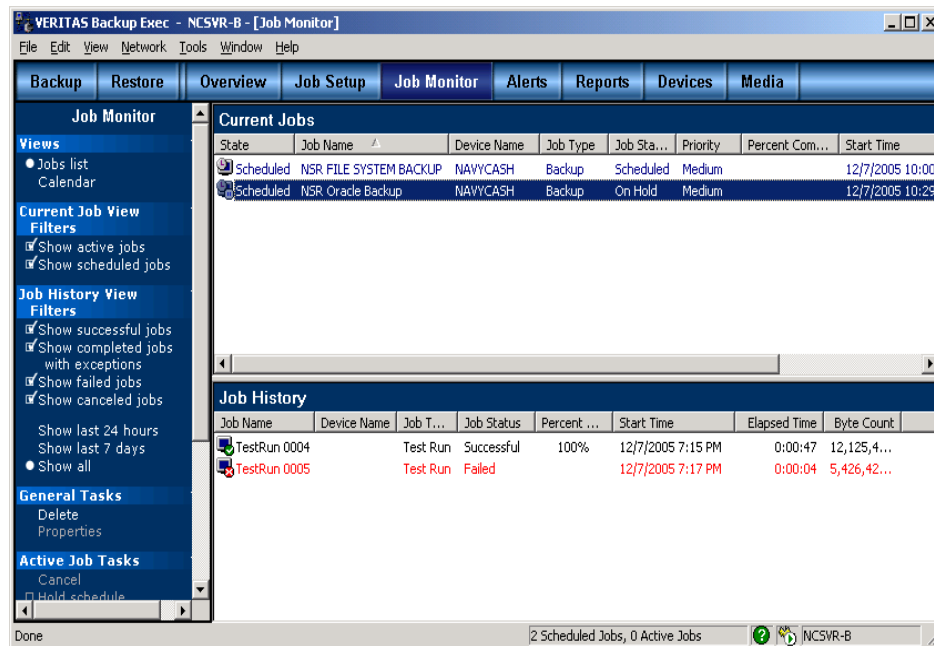 VERITAS Backup Exec - NCSVR-B - [Job Monitor]
File Edit View Network Tools Window Help
Backup Restore Overview Job Setup Job Monitor Alerts Reports Devices Media
Job Monitor
Views
Jobs list
Calendar
Current Job View
Filters
Show active jobs
Show scheduled jobs
Job History View
Filters
Show successful jobs
Show completed jobs
with exceptions
Show failed jobs
Show canceled jobs
Show last 24 hours
Show last 7 days
Show all
General Tasks
Delete
Properties
Active Job Tasks
Cancel
Hold schedule
Current Jobs
State Job Name Device Name Job Type Job Sta... Priority Percent Com... Start Time
Scheduled NSR FILE SYSTEM BACKUP NAVYCASH Backup Scheduled Medium 12/7/2005 10:00
Scheduled NSR Oracle Backup NAVYCASH Backup On Hold Medium 12/7/2005 10:29
Job History
Job Name Device Name Job T... Job Status Percent ... Start Time Elapsed Time Byte Count
TestRun 0004 Test Run Successful 100% 12/7/2005 7:15 PM 0:00:47 12,125,4...
TestRun 0005 Test Run Failed 12/7/2005 7:17 PM 0:00:04 5,426,42...
Done 2 Scheduled Jobs, 0 Active Jobs NCSVR-B